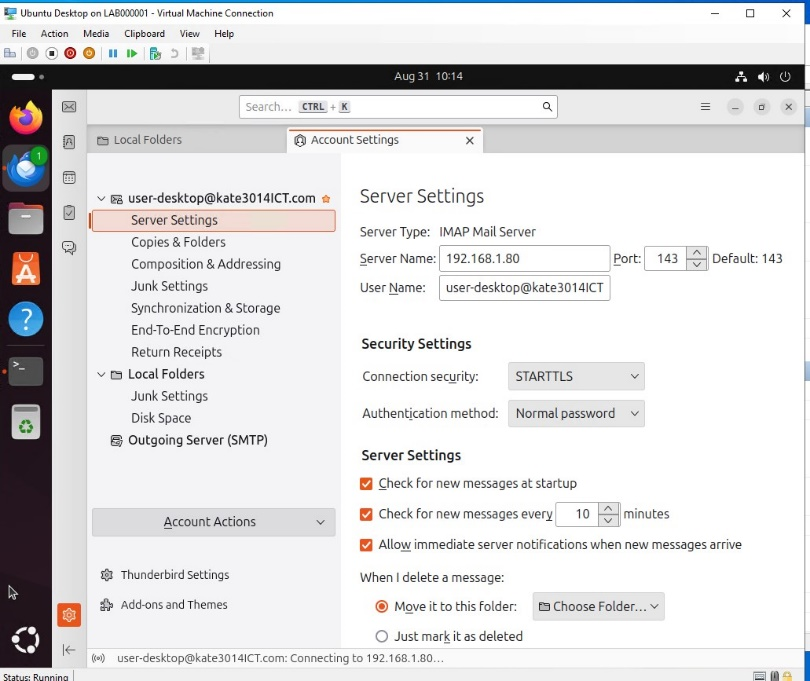 Ubuntu Desktop on LAB000001 - Virtual Machine Connection
File Action Media Clipboard View Help
Aug 31 10:14
Search... CTRL + K
Local Folders
Account Settings
1
user-desktop@kate3014ICT.com
Server Settings
Copies & Folders
Composition & Addressing
Junk Settings
Synchronization & Storage
End-To-End Encryption
Return Receipts
Local Folders
Junk Settings
Disk Space
Outgoing Server (SMTP)
Account Actions
Thunderbird Settings
Add-ons and Themes
Server Settings
Server Type: IMAP Mail Server
Server Name: 192.168.1.80 Port: 143 Default: 143
User Name: user-desktop@kate3014ICT
Security Settings
Connection security: STARTTLS
Authentication method: Normal password
Server Settings
Check for new messages at startup
Check for new messages every 10 minutes
Allow immediate server notifications when new messages arrive
When I delete a message:
Move it to this folder: Choose Folder...
Just mark it as deleted
user-desktop@kate3014ICT.com: Connecting to 192.168.1.80...
Status: Running